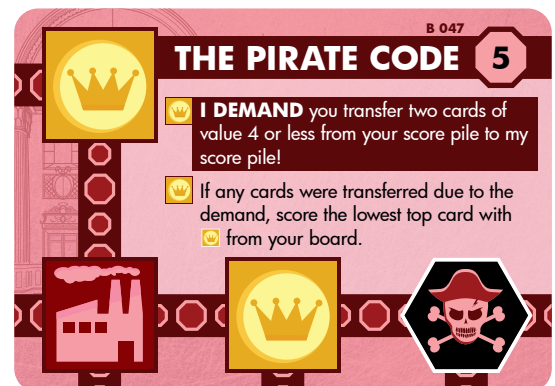 B 047
THE PIRATE CODE 5
I DEMAND you transfer two cards of
value 4 or less from your score pile to my
score pile!
If any cards were transferred due to the
demand, score the lowest top card with
from your board.